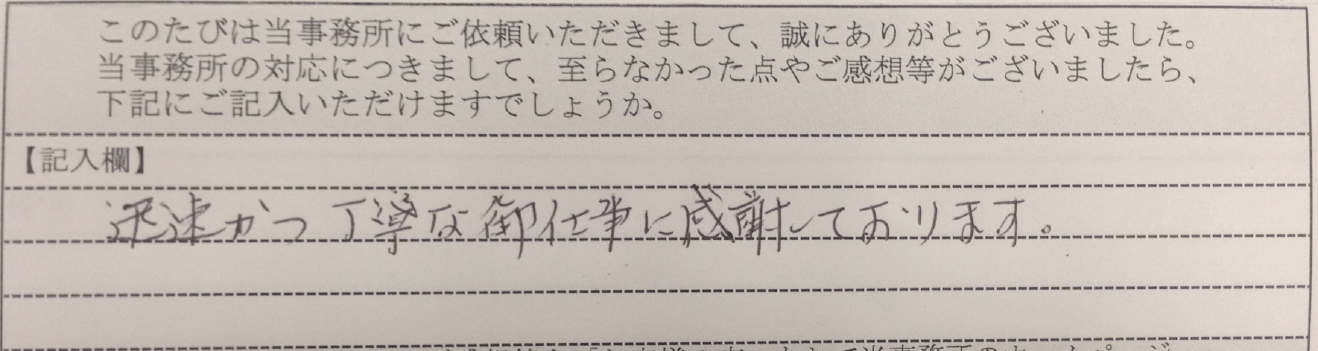 このたびは当事務所にご依頼いただきまして、誠にありがとうございました。
当事務所の対応につきまして、至らなかった点やご感想等がございましたら、
下記にご記入いただけますでしょうか。
【記入欄】
迅速かつ丁寧な御仕事に感謝しております。